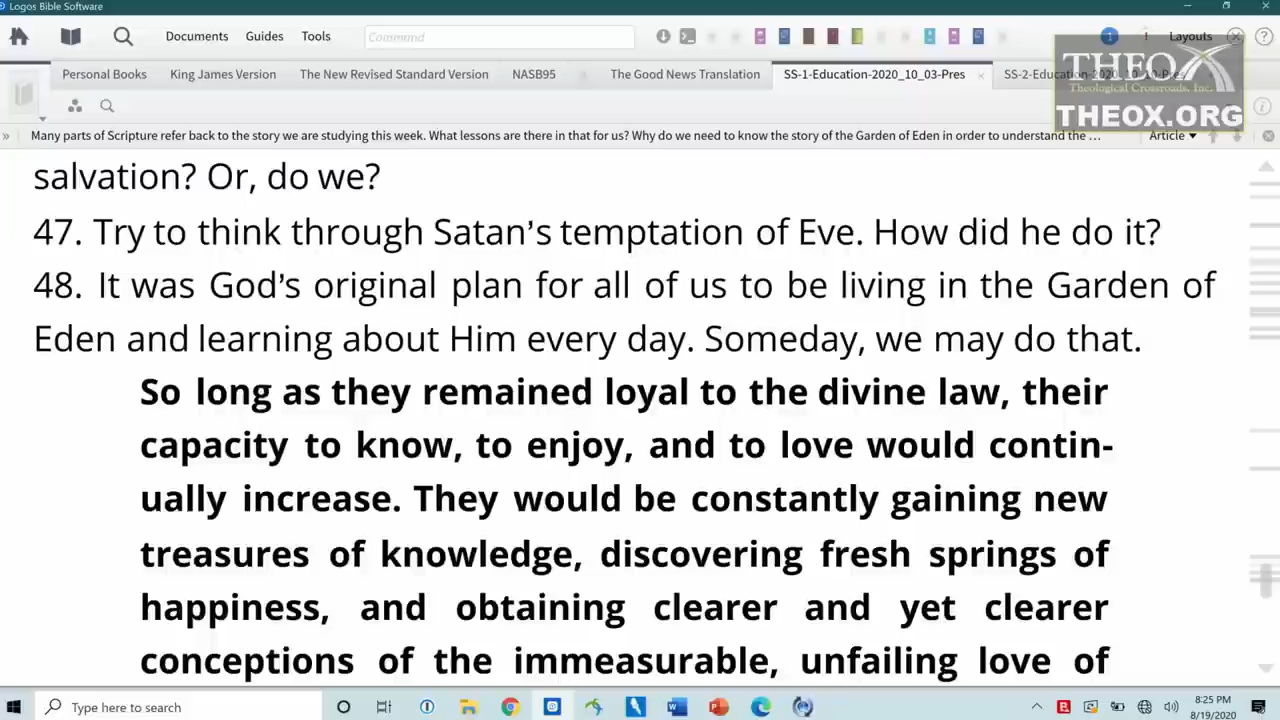 Logos Bible Software
Documents Guides Tools Command 1 Layouts
Personal Books King James Version The New Revised Standard Version NASB95 The Good News Translation SS-1-Education-2020_10_03-Pres SS-2-Education-2020_10_10-Pres
THEOX
Theological Crossroads, Inc.
THEOX.ORG
Many parts of Scripture refer back to the story we are studying this week. What lessons are there in that for us? Why do we need to know the story of the Garden of Eden in order to understand the ... Article
salvation? Or, do we?
47. Try to think through Satan's temptation of Eve. How did he do it?
48. It was God's original plan for all of us to be living in the Garden of
Eden and learning about Him every day. Someday, we may do that.
So long as they remained loyal to the divine law, their
capacity to know, to enjoy, and to love would contin-
ually increase. They would be constantly gaining new
treasures of knowledge, discovering fresh springs of
happiness, and obtaining clearer and yet clearer
conceptions of the immeasurable, unfailing love of
Type here to search
8:25 PM
8/19/2020